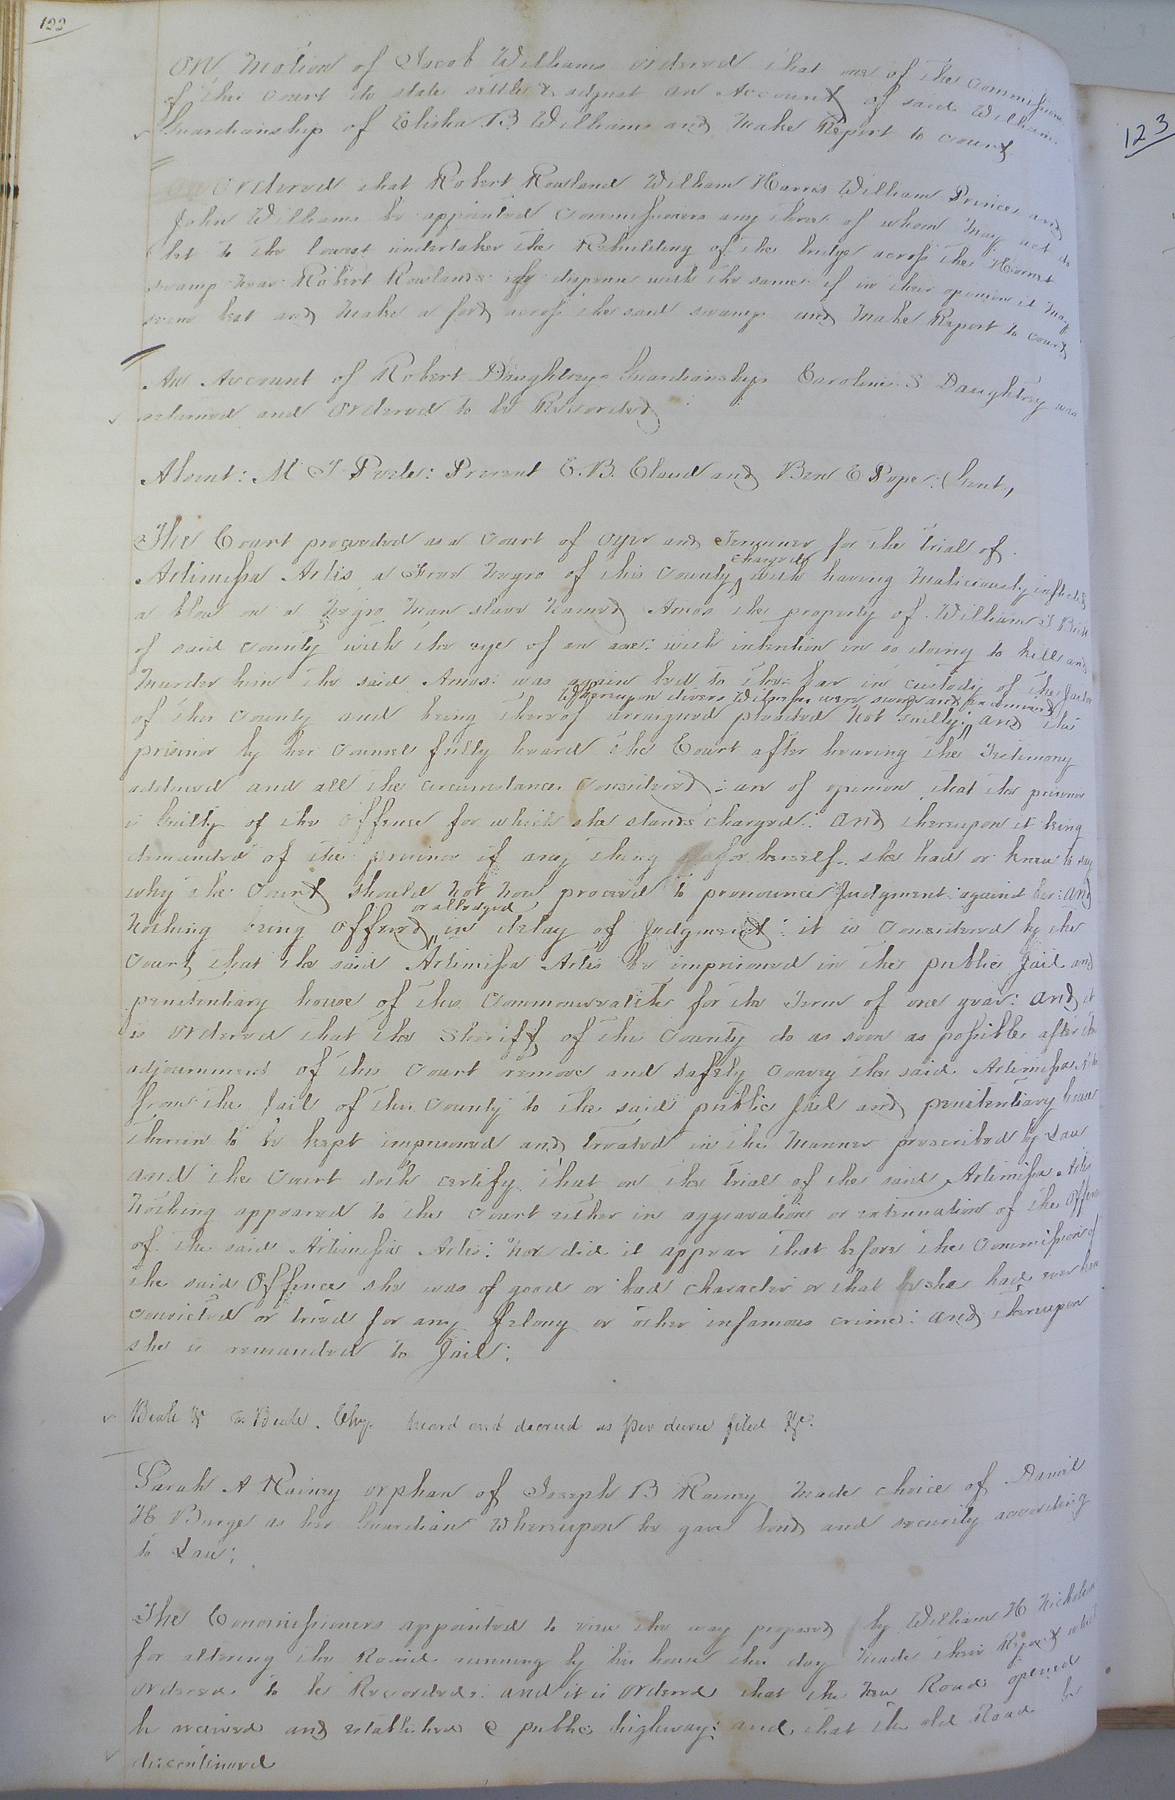 122
123
On Motion of Jacob Williams ordered that one of the Commissioners
of this Court do state settle & adjust an Account of said Williams
Guardianship of Elisha B. Williams and Make Report to Court
Ordered that Robert Rowland William Harris William Prince and
John Williams be appointed Commissioners any three of whom may act do
let to the lowest undertaker the Rebuilding of the bridge across the Hornet
swamp near Robert Rowlands: or dispense with the same if in their opinion it may
seem best and Make a ford across the said swamp and Make Report to Court
An Account of Robert Daughtreys Guardianship Caroline S Daughtrey was
returned and Ordered to be Recorded
Absent: M T Peele: Present E. B. Claud and Ben E Pope: Gent,
The Court proceeded as a Court of Oyer and Terminer for the trial of
Artimissa Artis, a Free Negro of this County charged with having Maliciously inflicted
a blow on a Negro Man slave Named Amos the property of William J
of said County with the eye of an axe: with intention in so doing to kill and
Murder him the said Amos: was again led to the bar in custody of the Jailor
Whereupon divers Witnesses were sworn and examined
of this County and being thereof arraigned pleaded not Guilty: and the
prisoner by her Counsel fully heard The Court after hearing the Testimony
adduced and all the circumstances Considered: are of opinion that the prisoner
is Guilty of the offense for which she stands charged: and thereupon it being
demanded of the prisoner if any thing for herself she had or knew to say
why the Court should not now proceed to pronounce Judgment against her: and
Nothing being offered or alledged in delay of Judgment: it is Considered by the
Court that the said Artimissa Artis be imprisoned in the public Jail and
penitentiary house of this Commonwealth for the Term of one year: and it
is ordered that the Sheriff of this County do as soon as possible after the
adjournment of this Court remove and safely convey the said Artimissa Artis
from the Jail of this County to the said public Jail and penitentiary house
therein to be kept imprisoned and treated in the Manner prescribed by Law
and the Court doth certify that on the trial of the said Artimissa Artis
Nothing appeared to the Court either in aggravation or extenuation of the offence
of the said Artimissa Artis: Nor did it appear that before the Commission of
the said Offence she was of good or bad character or that she had ever been
convicted or tried for any felony or other infamous crime: and thereupon
she is remanded to Jail:
Beale vs Beale. Chy. heard and decreed as per decree filed &c.
Sarah A Rainey orphan of Joseph B Rainey Made choice of Daniel
H Burge as her Guardian Whereupon he gave bond and security according
to Law:
The Commissioners appointed to view the way proposed by William H Nicholson
for altering the Road running by his house this day Made their Report which
ordered to be Recorded: and it is ordered that the New Road opened
be received and established a public highway: and that the old Road be
discontinued